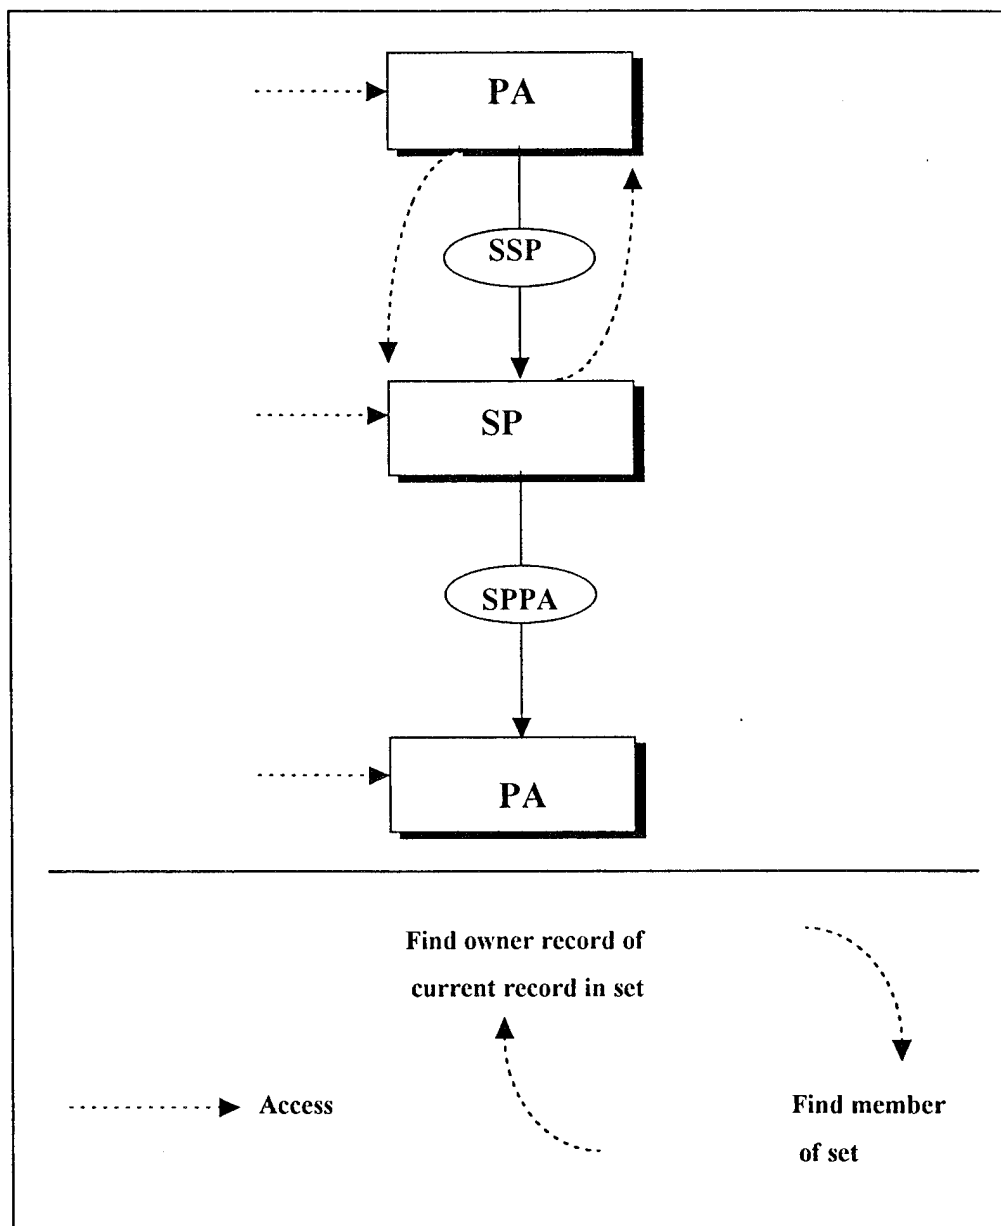 PA
SSP
SP
SPPA
PA
Find owner record of
current record in set
Access
Find member
of set